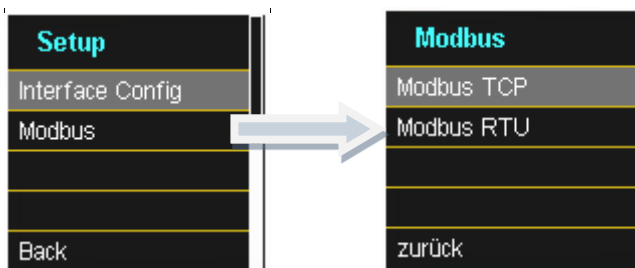 Setup
Interface Config
Modbus
Back
Modbus
Modbus TCP
Modbus RTU
zurück